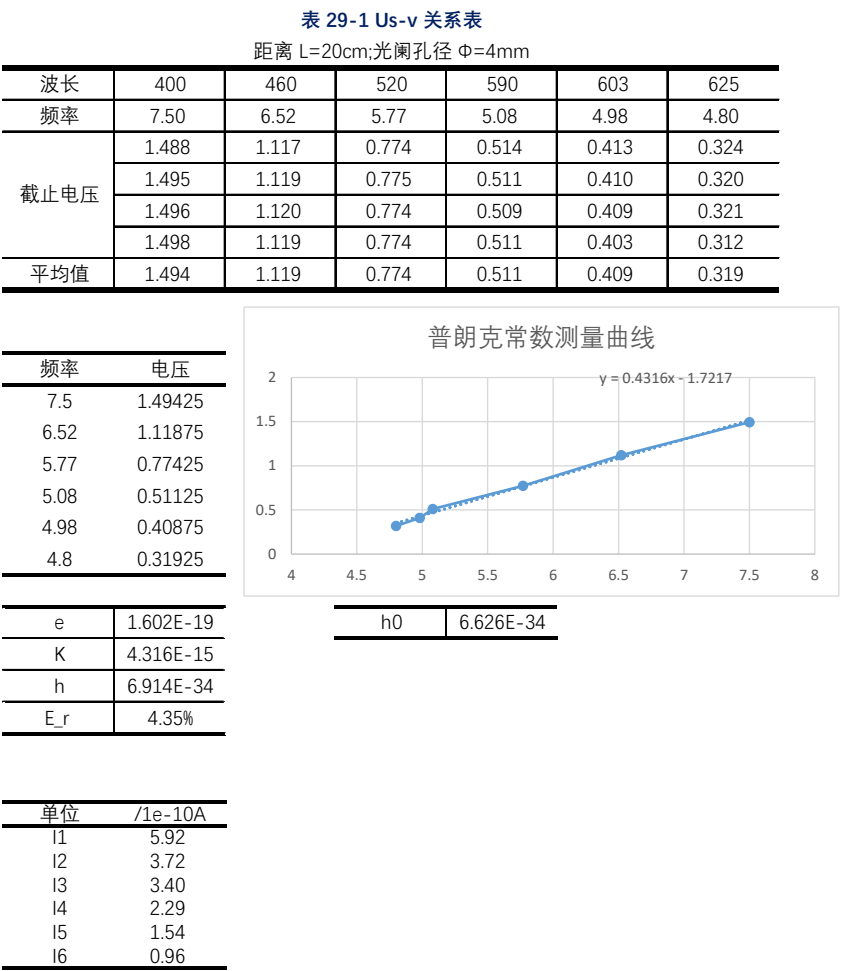 表 29-1 Us-v 关系表
距离 L=20cm;光阑孔径 Φ=4mm
波长 400 460 520 590 603 625
频率 7.50 6.52 5.77 5.08 4.98 4.80
截止电压
1.488 1.117 0.774 0.514 0.413 0.324
1.495 1.119 0.775 0.511 0.410 0.320
1.496 1.120 0.774 0.509 0.409 0.321
1.498 1.119 0.774 0.511 0.403 0.312
平均值 1.494 1.119 0.774 0.511 0.409 0.319
频率 电压
7.5 1.49425
6.52 1.11875
5.77 0.77425
5.08 0.51125
4.98 0.40875
4.8 0.31925
普朗克常数测量曲线
y = 0.4316x - 1.7217
2
1.5
1
0.5
0
4 4.5 5 5.5 6 6.5 7 7.5 8
e 1.602E-19
K 4.316E-15
h 6.914E-34
E_r 4.35%
h0 6.626E-34
单位 /1e-10A
I1 5.92
I2 3.72
I3 3.40
I4 2.29
I5 1.54
I6 0.96